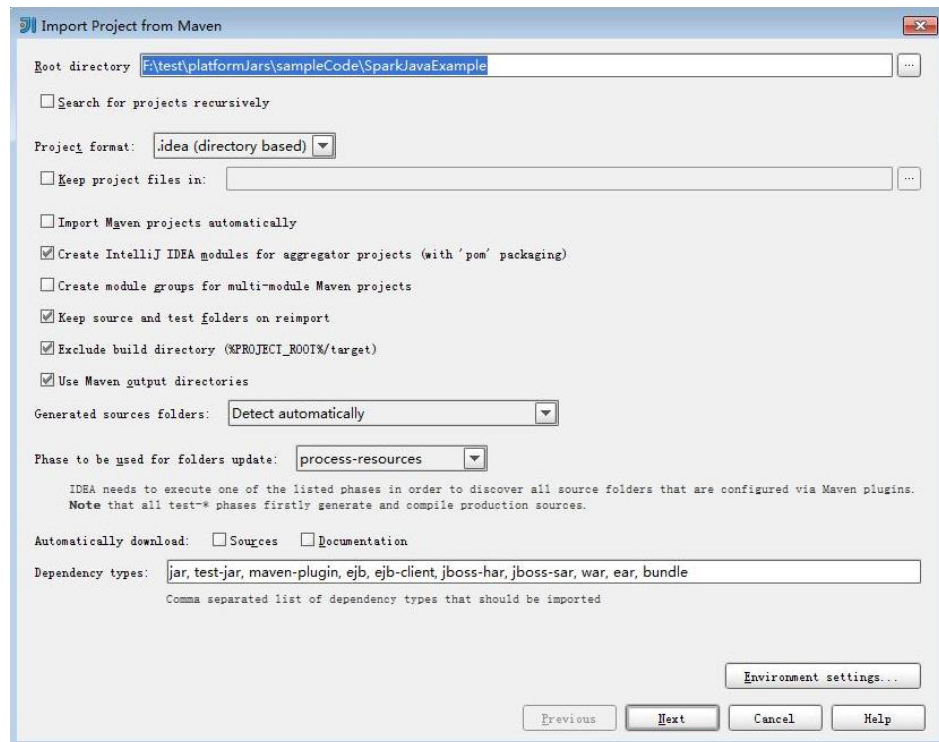 Import Project from Maven
Root directory F:\test\platformJars\sampleCode\SparkJavaExample ...
Search for projects recursively
Project format: .idea (directory based)
Keep project files in: ...
Import Maven projects automatically
Create IntelliJ IDEA modules for aggregator projects (with 'pom' packaging)
Create module groups for multi-module Maven projects
Keep source and test folders on reimport
Exclude build directory (%PROJECT_ROOT%/target)
Use Maven output directories
Generated sources folders: Detect automatically
Phase to be used for folders update: process-resources
IDEA needs to execute one of the listed phases in order to discover all source folders that are configured via Maven plugins.
Note that all test-* phases firstly generate and compile production sources.
Automatically download: Sources Documentation
Dependency types: jar, test-jar, maven-plugin, ejb, ejb-client, jboss-har, jboss-sar, war, ear, bundle
Comma separated list of dependency types that should be imported
Environment settings...
Previous Next Cancel Help